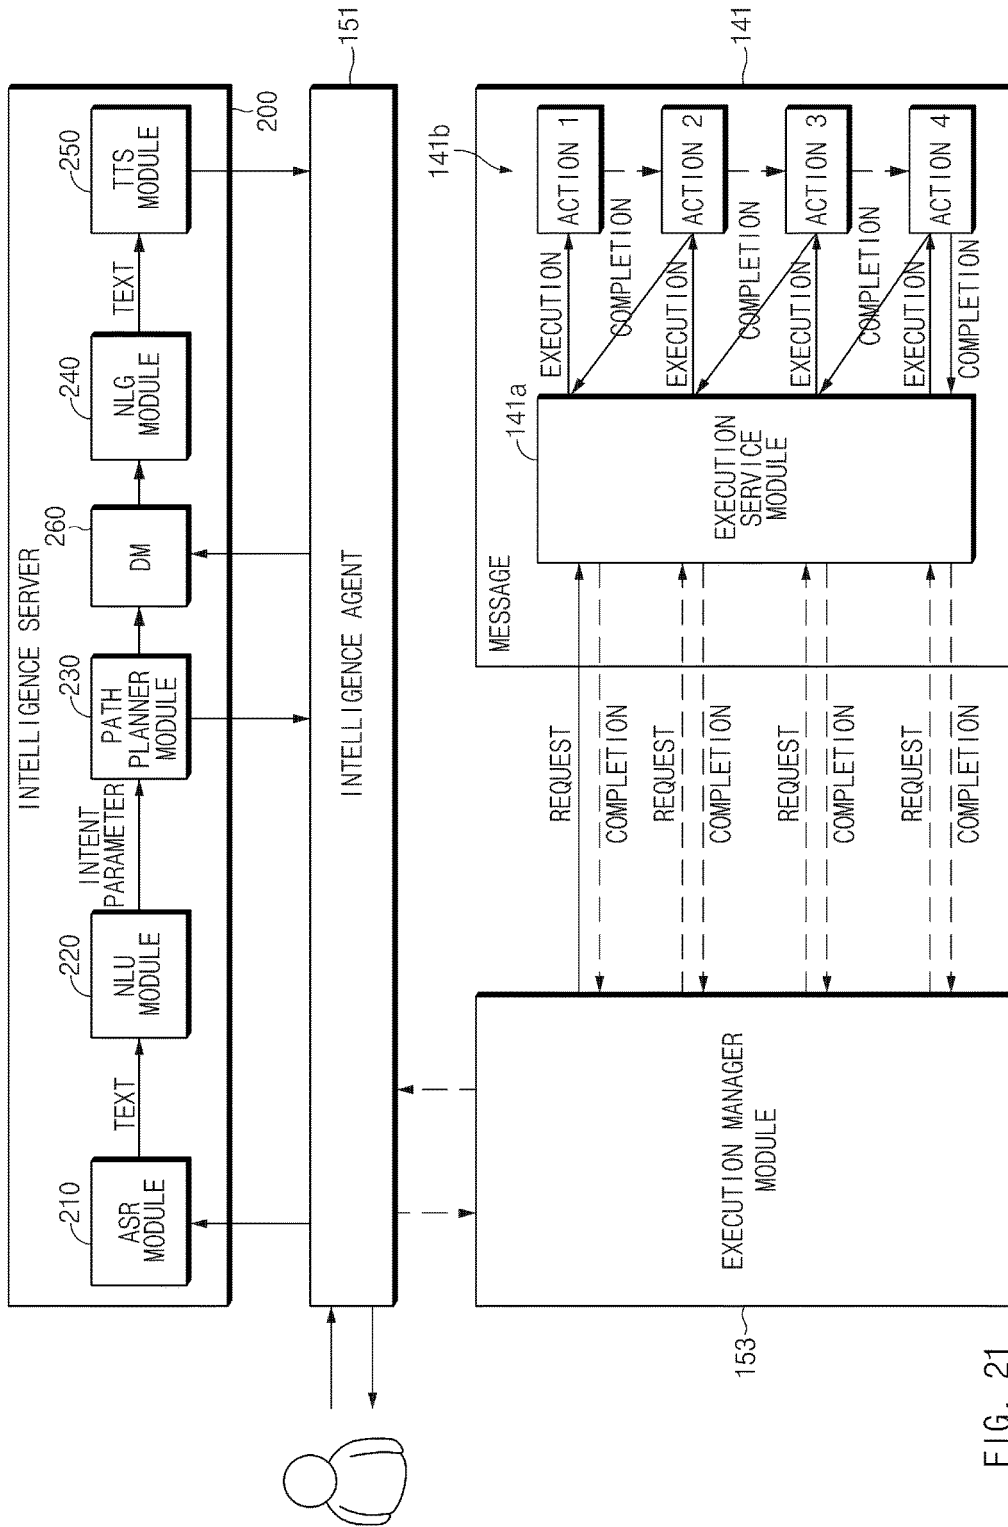 INTELLIGENCE SERVER
210
ASR
MODULE
TEXT
220
NLU
MODULE
INTENT
PARAMETER
230
PATH
PLANNER
MODULE
260
DM
240
NLG
MODULE
TEXT
250
TTS
MODULE
200
INTELLIGENCE AGENT
151
153
EXECUTION MANAGER
MODULE
REQUEST
COMPLETION
REQUEST
COMPLETION
REQUEST
COMPLETION
REQUEST
COMPLETION
MESSAGE
141a
EXECUTION
SERVICE
MODULE
141b
141
EXECUTION
ACTION 1
COMPLETION
EXECUTION
ACTION 2
COMPLETION
EXECUTION
ACTION 3
COMPLETION
EXECUTION
ACTION 4
COMPLETION
FIG. 21